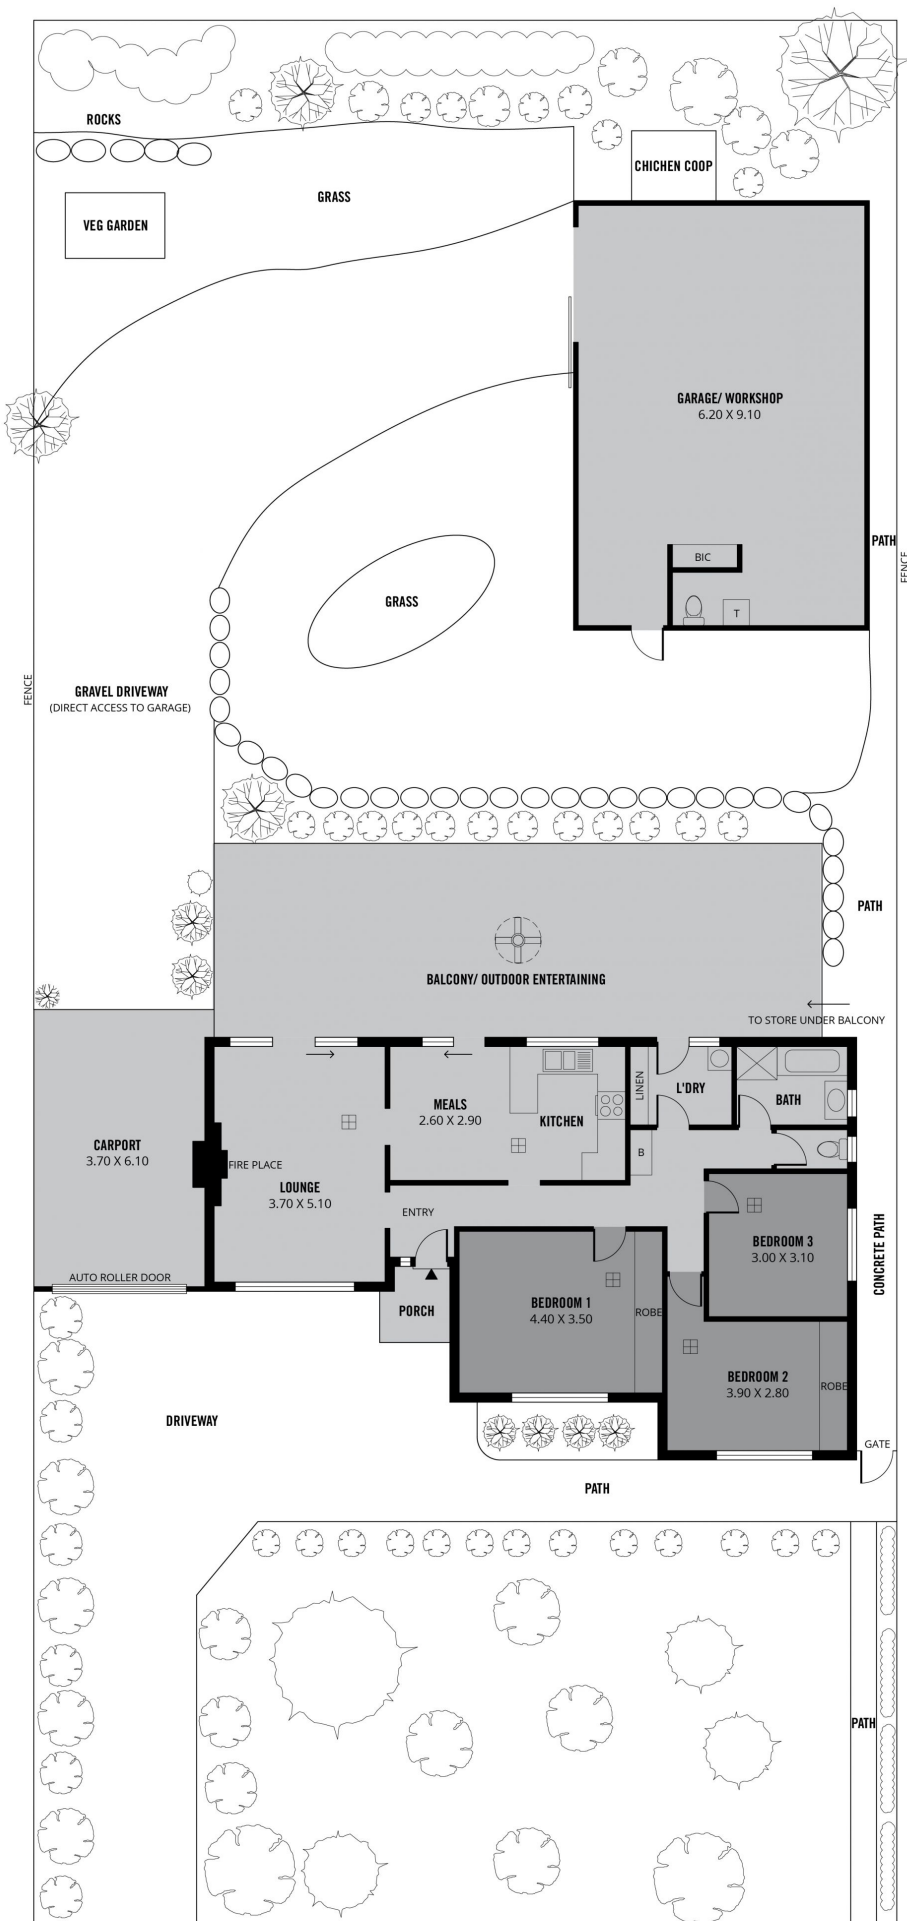 ROCKS
CHICHEN COOP
GRASS
VEG GARDEN
GARAGE/ WORKSHOP
6.20 X 9.10
PATH
FENCE
BIC
T
GRASS
FENCE
GRAVEL DRIVEWAY
(DIRECT ACCESS TO GARAGE)
PATH
BALCONY/ OUTDOOR ENTERTAINING
TO STORE UNDER BALCONY
CARPORT
3.70 X 6.10
FIRE PLACE
LOUNGE
3.70 X 5.10
MEALS
2.60 X 2.90
KITCHEN
LINEN
L'DRY
BATH
B
ENTRY
BEDROOM 3
3.00 X 3.10
CONCRETE PATH
AUTO ROLLER DOOR
PORCH
BEDROOM 1
4.40 X 3.50
ROBE
BEDROOM 2
3.90 X 2.80
ROBE
DRIVEWAY
GATE
PATH
PATH